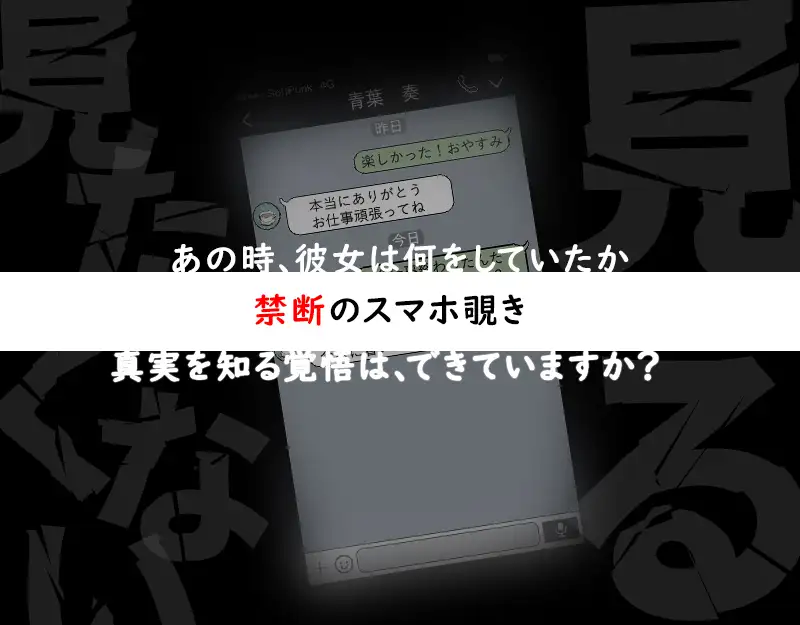 見たくない
見る
SoftPunk 4G
青葉 奏
昨日
楽しかった！おやすみ
本当にありがとう
お仕事頑張ってね
今日
あの時、彼女は何をしていたか
禁断のスマホ覗き
真実を知る覚悟は、できていますか？